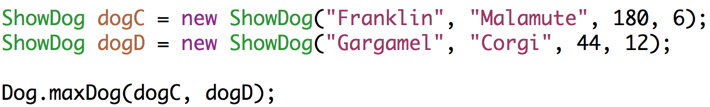 ShowDog dogC = new ShowDog("Franklin", "Malamute", 180, 6);
ShowDog dogD = new ShowDog("Gargamel", "Corgi", 44, 12);
Dog.maxDog(dogC, dogD);